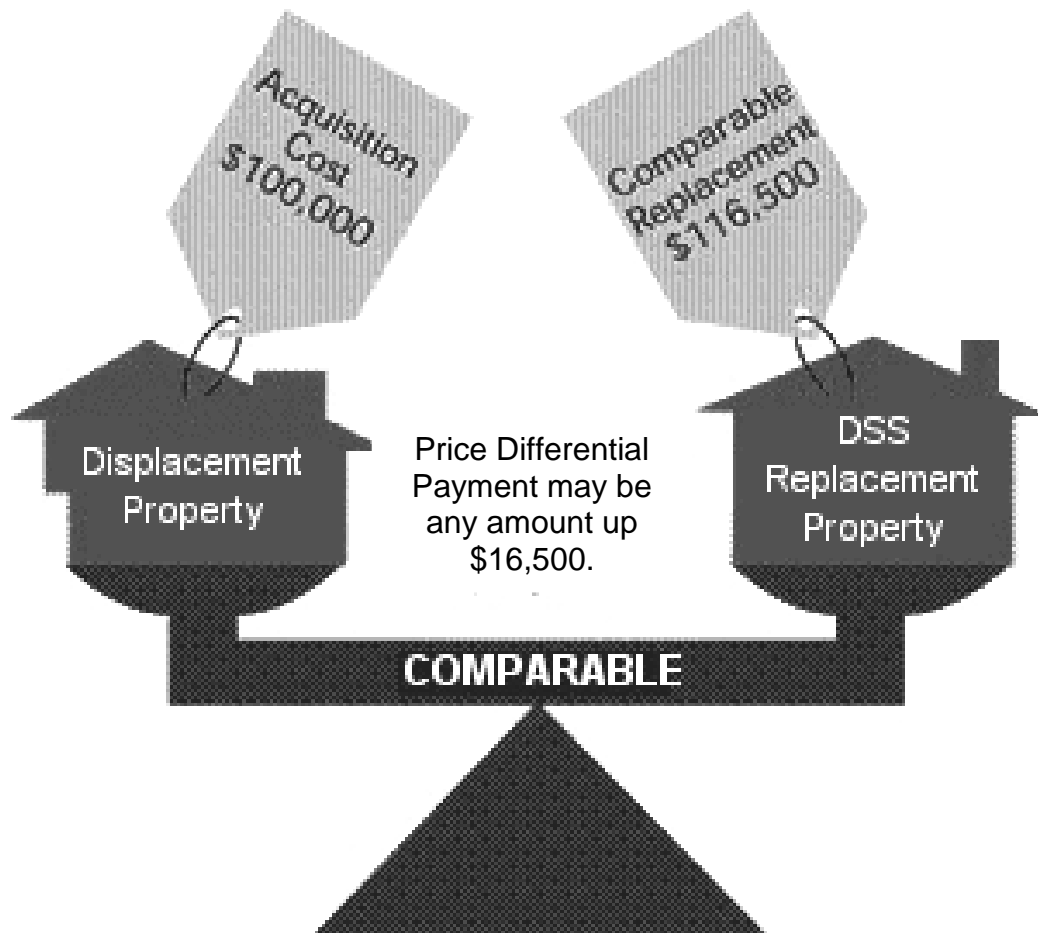 Acquisition
Cost
$100,000
Comparable
Replacement
$116,500
Displacement
Property
Price Differential
Payment may be
any amount up
$16,500.
DSS
Replacement
Property
COMPARABLE